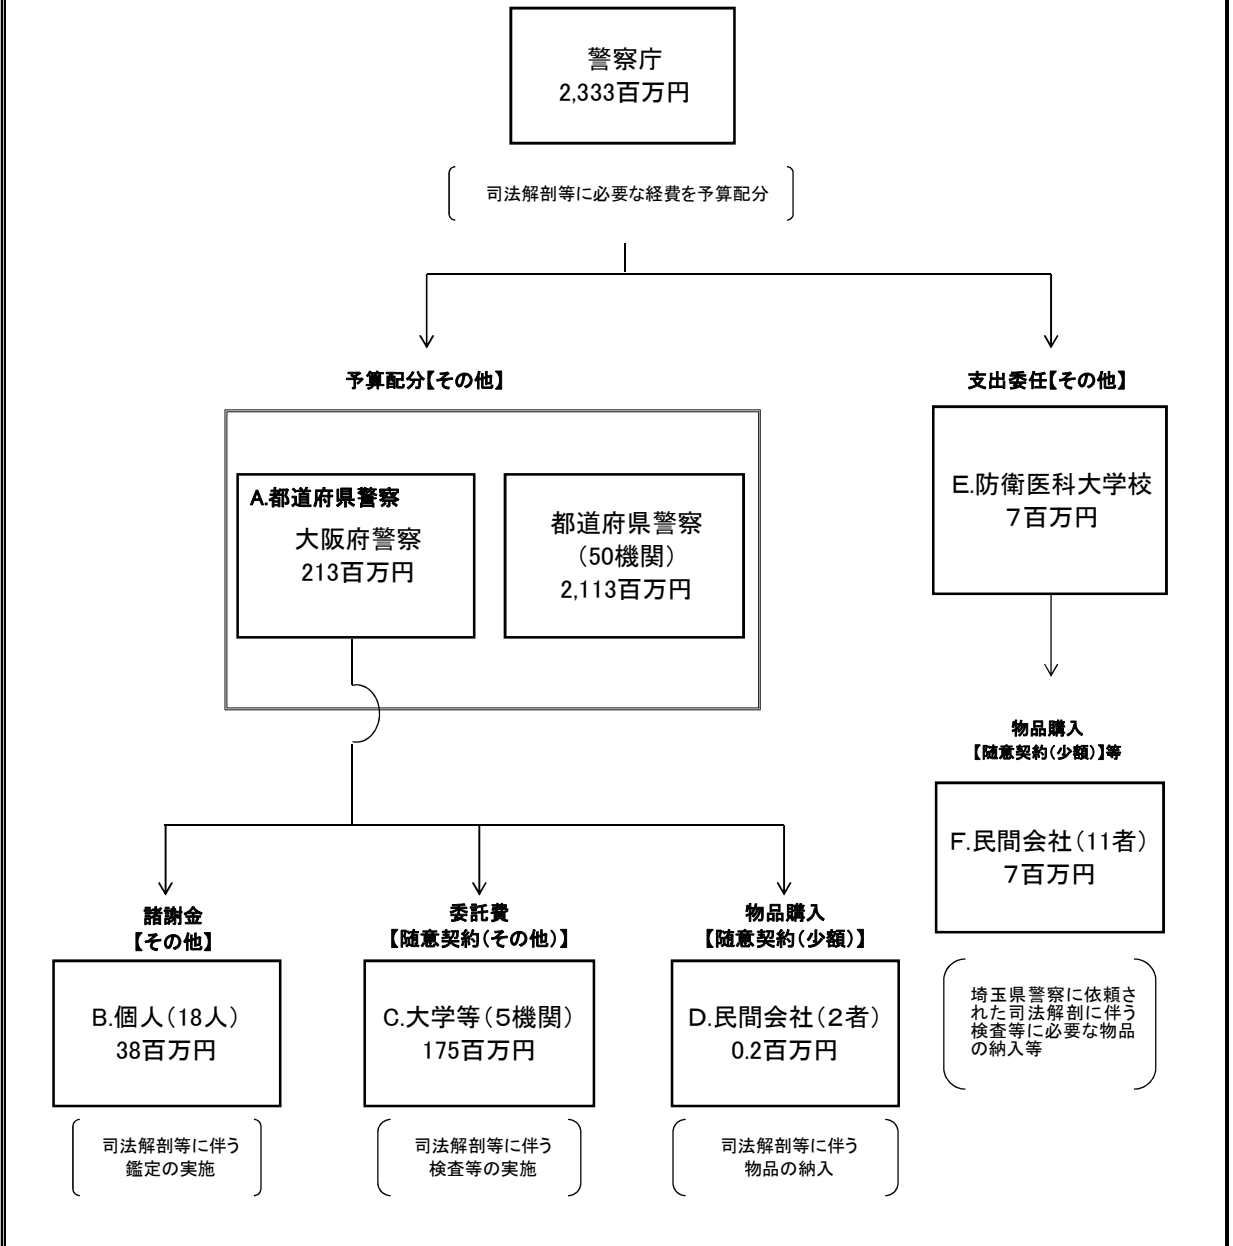 警察庁
2,333百万円
司法解剖等に必要な経費を予算配分
予算配分【その他】
支出委任【その他】
A.都道府県警察
大阪府警察
213百万円
都道府県警察
(50機関)
2,113百万円
E.防衛医科大学校
7百万円
物品購入
【随意契約(少額)】等
F.民間会社(11者)
7百万円
埼玉県警察に依頼さ
れた司法解剖に伴う
検査等に必要な物品
の納入等
諸謝金
【その他】
委託費
【随意契約(その他)】
物品購入
【随意契約(少額)】
B.個人(18人)
38百万円
C.大学等(5機関)
175百万円
D.民間会社(2者)
0.2百万円
司法解剖等に伴う
鑑定の実施
司法解剖等に伴う
検査等の実施
司法解剖等に伴う
物品の納入